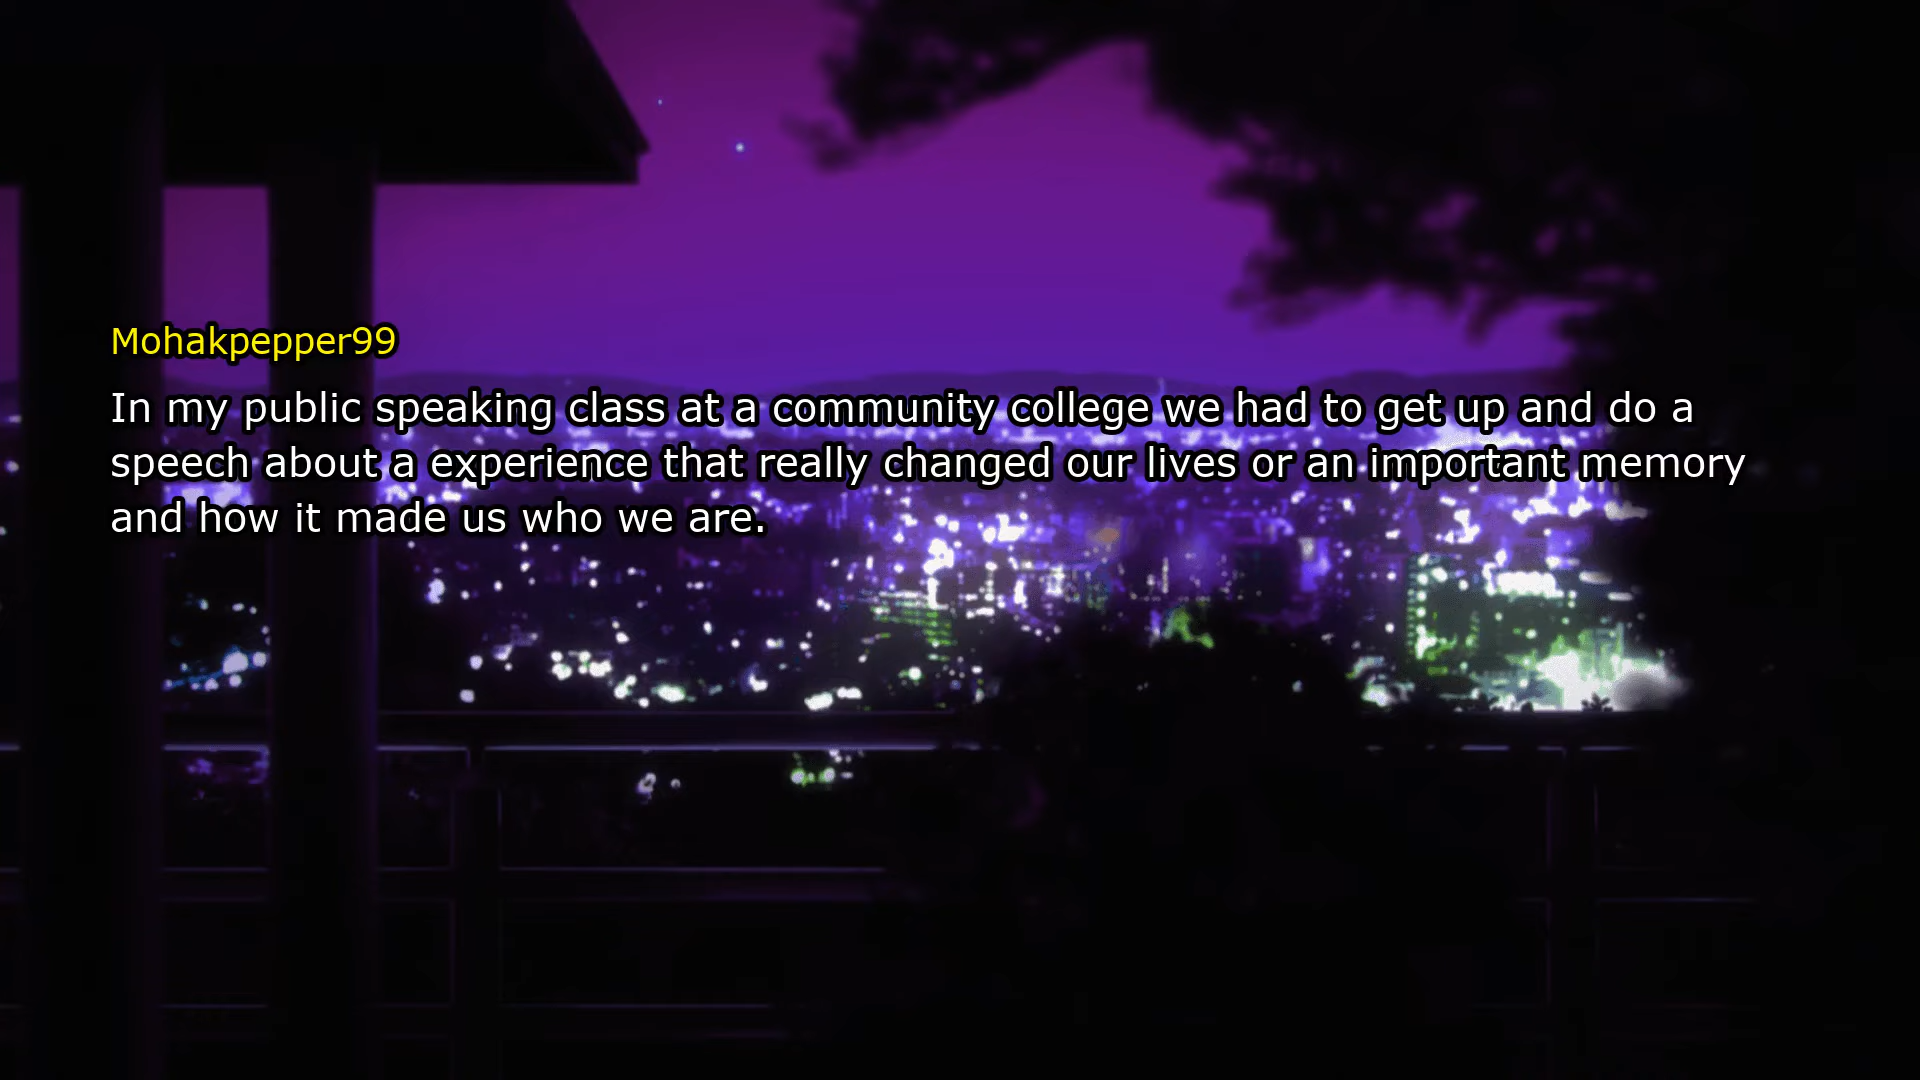 Mohakpepper99
In my public speaking class at a community college we had to get up and do a
speech about a experience that really changed our lives or an important memory
and how it made us who we are.